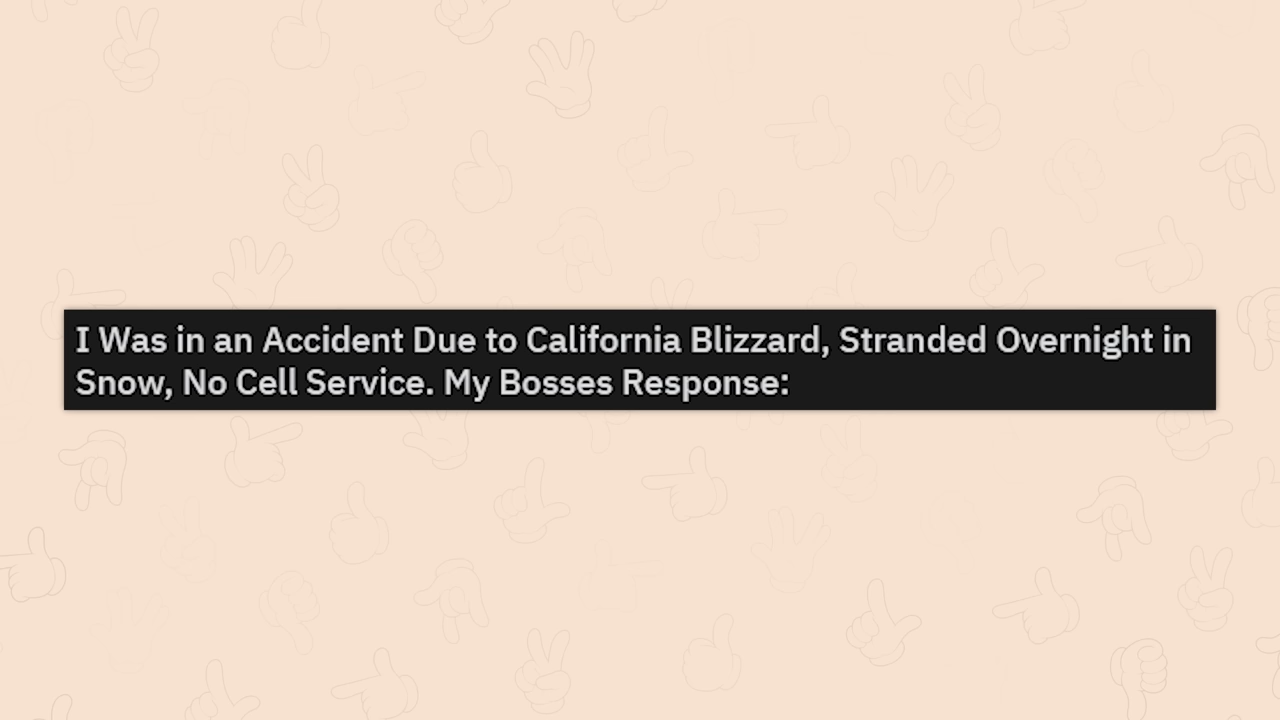 I Was in an Accident Due to California Blizzard, Stranded Overnight in
Snow, No Cell Service. My Bosses Response: